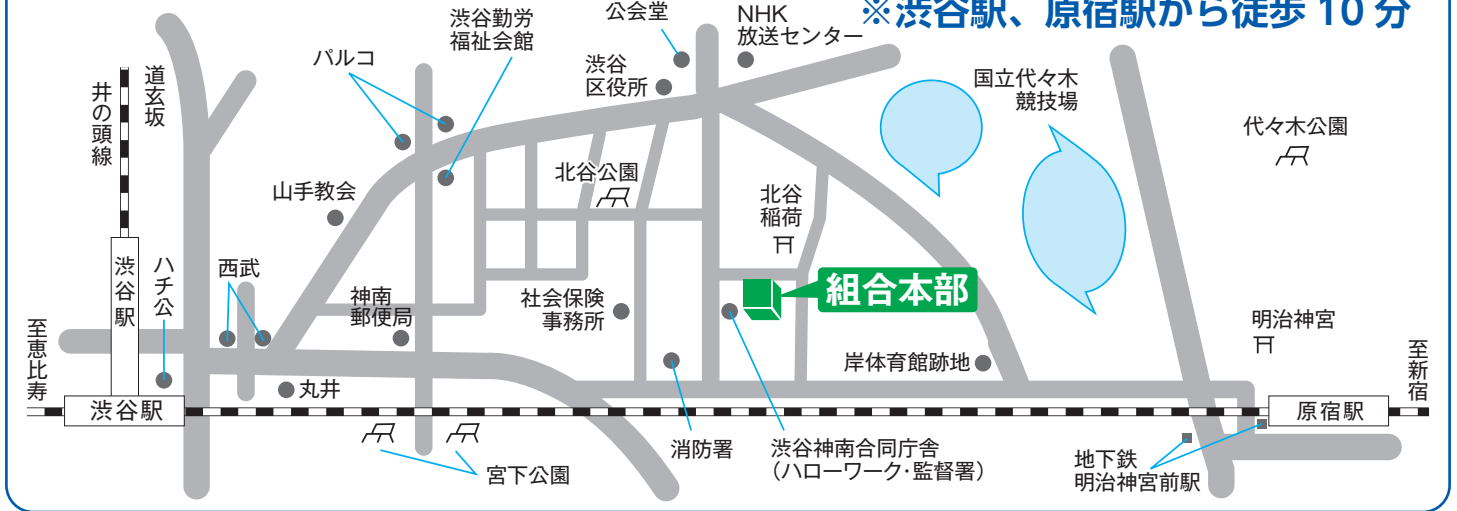 ※渋谷駅、原宿駅から徒歩 10 分
公会堂
NHK
放送センター
渋谷勤労
福祉会館
パルコ
渋谷
区役所
国立代々木
競技場
代々木公園
道玄坂
井の頭線
北谷公園
山手教会
北谷
稲荷
渋谷駅
ハチ公
西武
神南
郵便局
社会保険
事務所
組合本部
明治神宮
至恵比寿
至新宿
岸体育館跡地
丸井
渋谷駅
原宿駅
消防署
渋谷神南合同庁舎
（ハローワーク・監督署）
宮下公園
地下鉄
明治神宮前駅